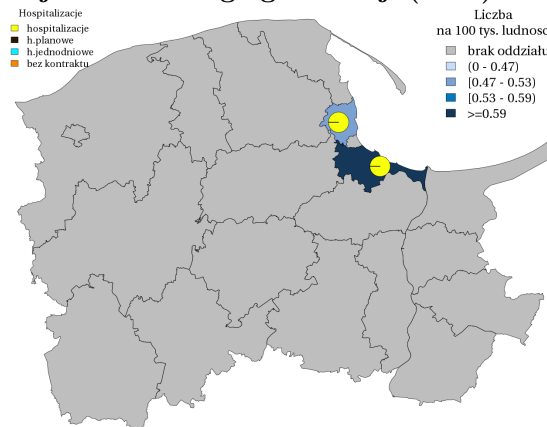 Hospitalizacje
hospitalizacje
h.planowe
h.jednodniowe
bez kontraktu
Liczba
na 100 tys. ludnosc
brak oddziału
(0 - 0.47)
[0.47 - 0.53)
[0.53 - 0.59)
>=0.59